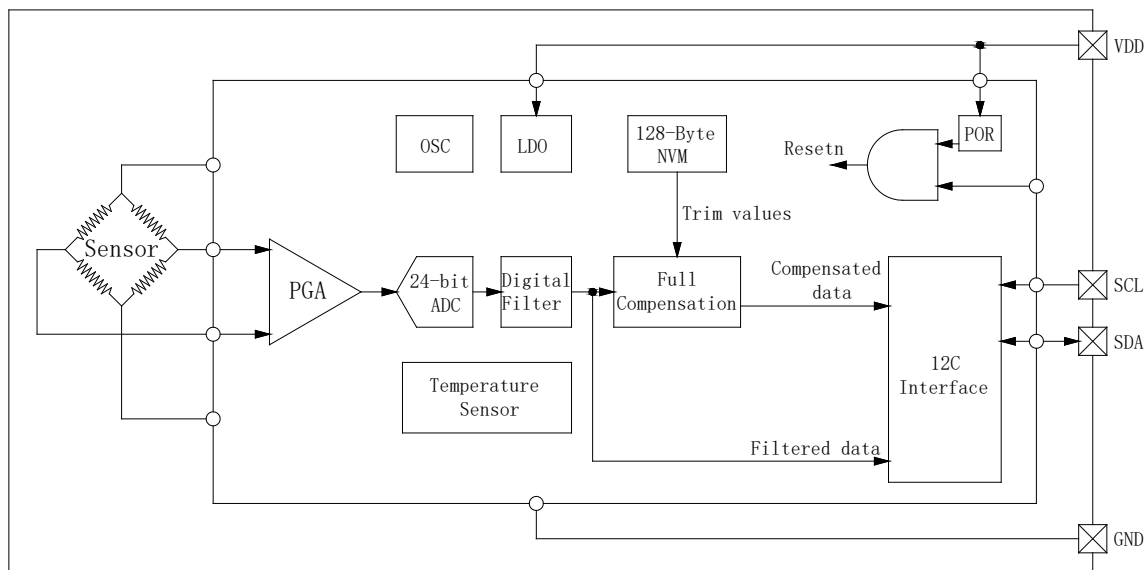 VDD
OSC
LDO
128-Byte
NVM
POR
Resetn
Trim values
Sensor
PGA
24-bit
ADC
Digital
Filter
Full
Compensation
Compensated
data
SCL
SDA
12C
Interface
Temperature
Sensor
Filtered data
GND